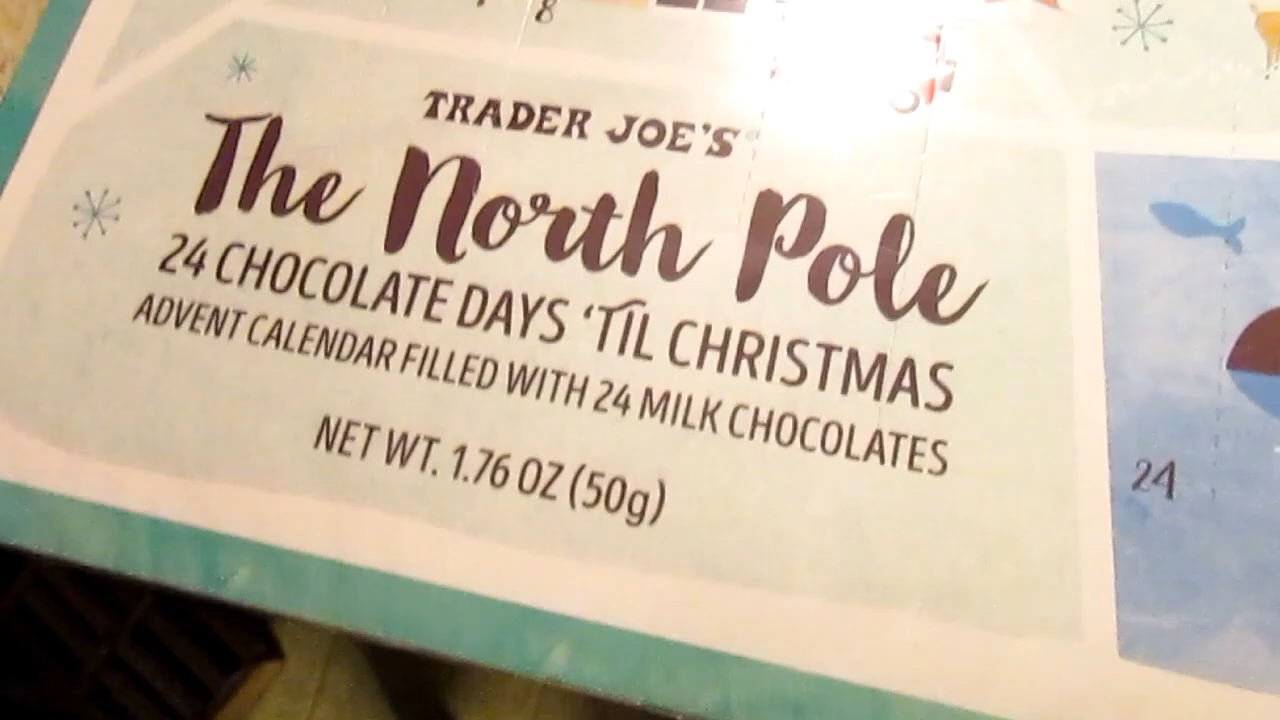 8
TRADER JOE'S
The North Pole
24 CHOCOLATE DAYS 'TIL CHRISTMAS
ADVENT CALENDAR FILLED WITH 24 MILK CHOCOLATES
NET WT. 1.76 OZ (50g)
24